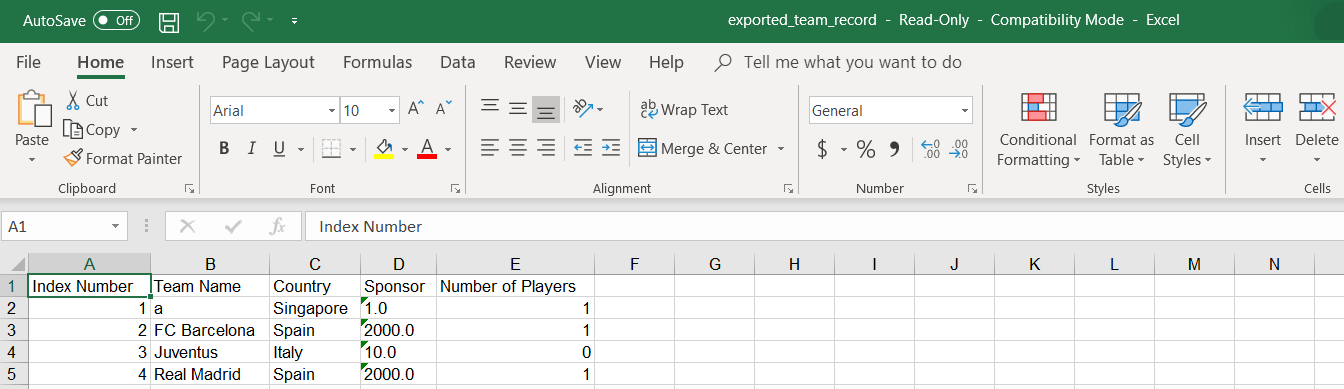 AutoSave Off exported_team_record - Read-Only - Compatibility Mode - Excel
File Home Insert Page Layout Formulas Data Review View Help Tell me what you want to do
Paste
Cut
Copy
Format Painter
Clipboard
Arial 10 A A
B I U A
Font
ab Wrap Text
Merge & Center
Alignment
General
$ % , .00 .00
Number
Conditional Formatting
Format as Table
Cell Styles
Styles
Insert Delete
Cells
A1 fx Index Number
A B C D E F G H I J K L M N
1 Index Number Team Name Country Sponsor Number of Players
2 1 a Singapore 1.0 1
3 2 FC Barcelona Spain 2000.0 1
4 3 Juventus Italy 10.0 0
5 4 Real Madrid Spain 2000.0 1